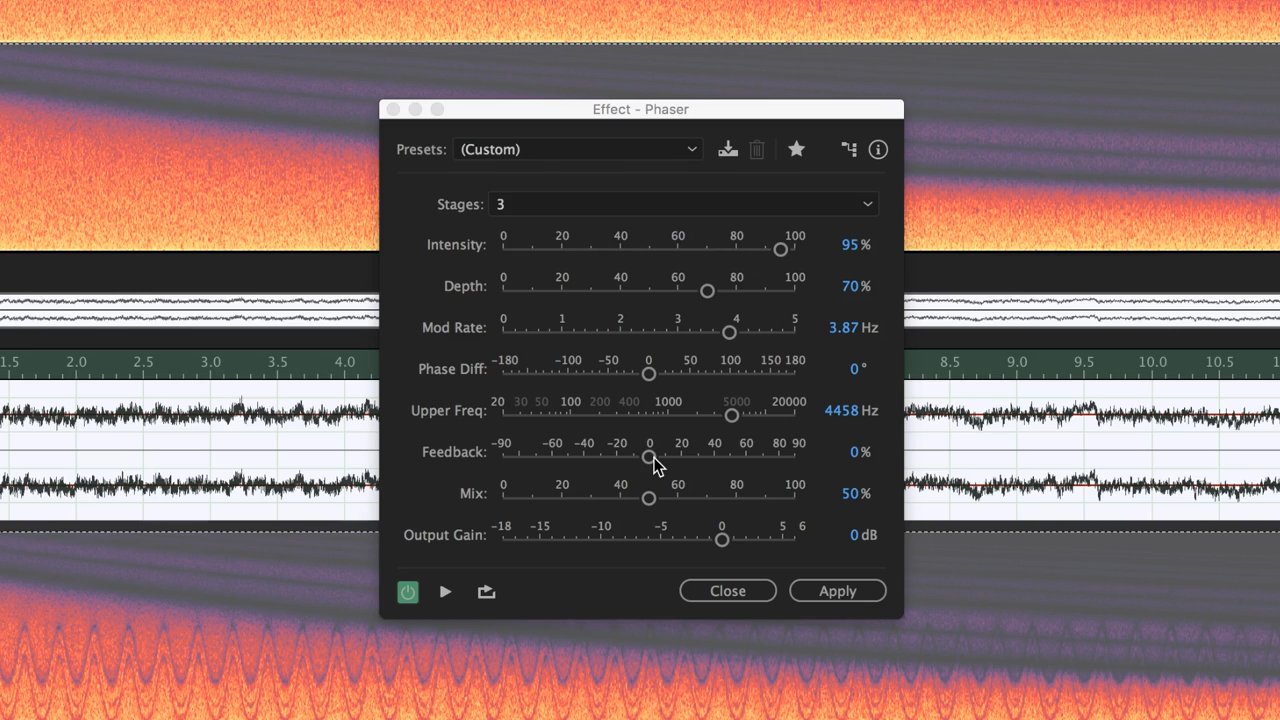 Effect - Phaser
Presets: (Custom)
Stages: 3
0 20 40 60 80 100
Intensity: 95 %
0 20 40 60 80 100
Depth: 70 %
0 1 2 3 4 5
Mod Rate: 3.87 Hz
-180 -100 -50 0 50 100 150 180
Phase Diff: 0 °
20 30 50 100 200 400 1000 5000 20000
Upper Freq: 4458 Hz
-90 -60 -40 -20 0 20 40 60 80 90
Feedback: 0 %
0 20 40 60 80 100
Mix: 50 %
-18 -15 -10 -5 0 5 6
Output Gain: 0 dB
Close Apply
1.5 2.0 2.5 3.0 3.5 4.0 8.5 9.0 9.5 10.0 10.5